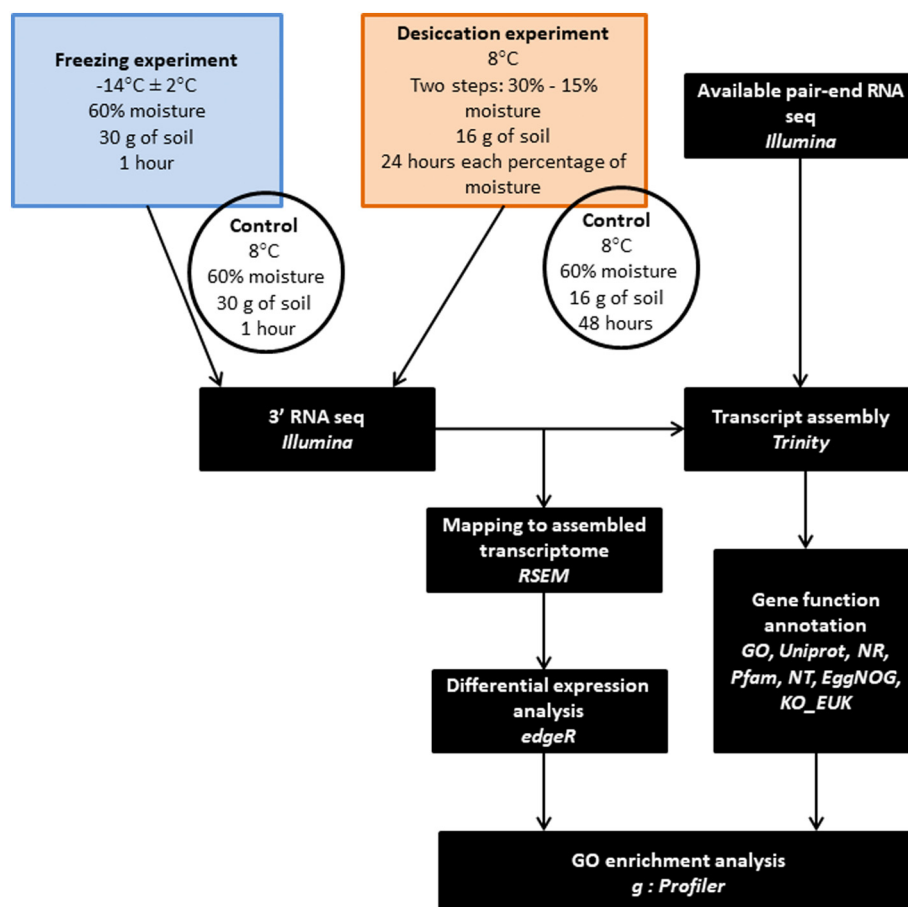 Freezing experiment
-14°C ± 2°C
60% moisture
30 g of soil
1 hour
Desiccation experiment
8°C
Two steps: 30% - 15%
moisture
16 g of soil
24 hours each percentage of
moisture
Available pair-end RNA
seq
Illumina
Control
8°C
60% moisture
30 g of soil
1 hour
Control
8°C
60% moisture
16 g of soil
48 hours
3’ RNA seq
Illumina
Transcript assembly
Trinity
Mapping to assembled
transcriptome
RSEM
Gene function
annotation
GO, Uniprot, NR,
Pfam, NT, EggNOG,
KO_EUK
Differential expression
analysis
edgeR
GO enrichment analysis
g : Profiler